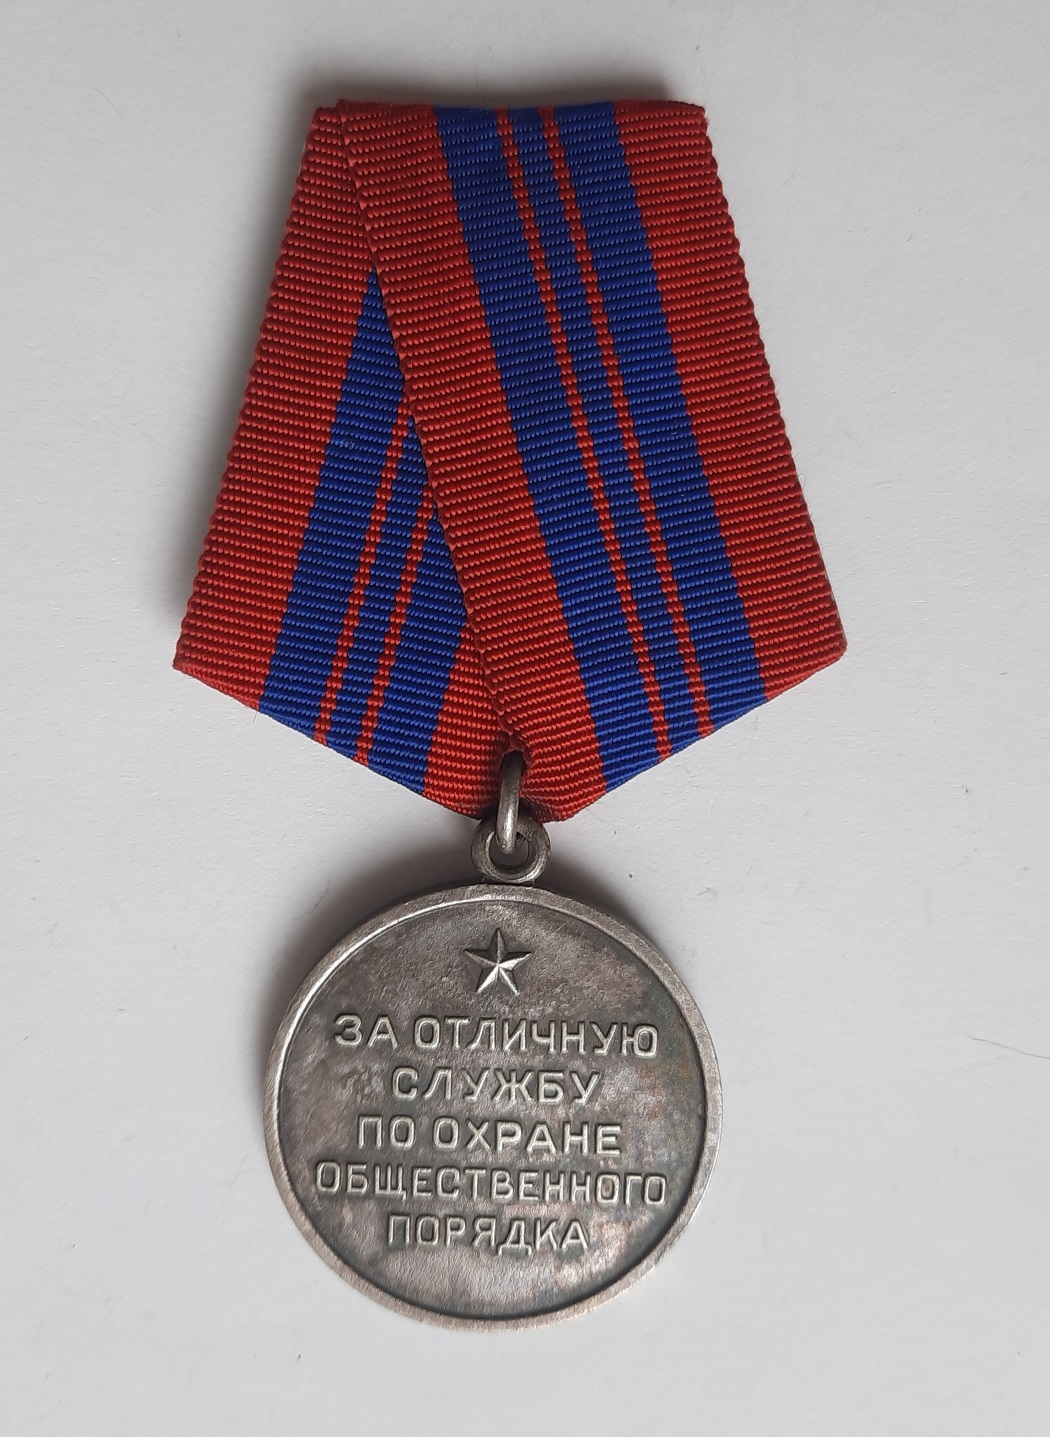 ЗА ОТЛИЧНУЮ
СЛУЖБУ
ПО ОХРАНЕ
ОБЩЕСТВЕННОГО
ПОРЯДКА